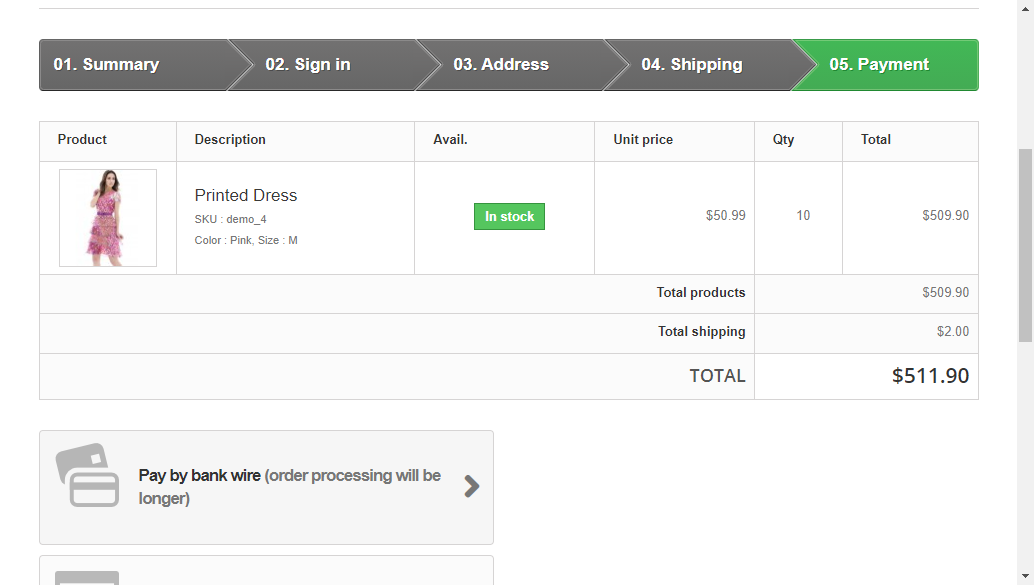 01. Summary
02. Sign in
03. Address
04. Shipping
05. Payment
Product
Description
Avail.
Unit price
Qty
Total
Printed Dress
SKU : demo_4
Color : Pink, Size : M
In stock
$50.99
10
$509.90
Total products
$509.90
Total shipping
$2.00
TOTAL
$511.90
Pay by bank wire (order processing will be
longer)